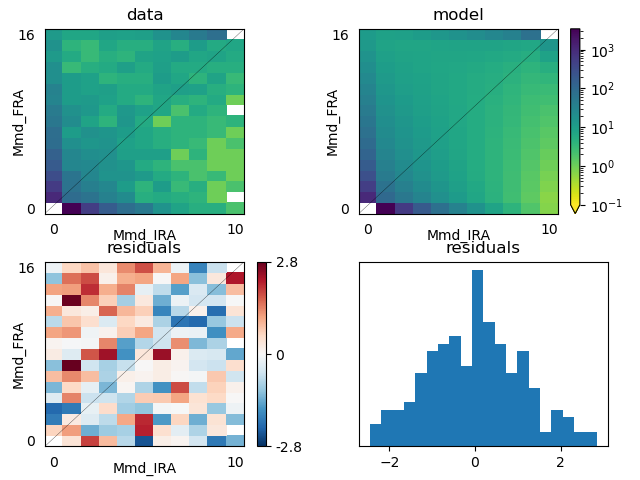 data
model
16
Mmd_FRA
0
0
10
Mmd_IRA
16
Mmd_FRA
0
0
10
Mmd_IRA
10³
10²
10¹
10⁰
10⁻¹
residuals
residuals
16
Mmd_FRA
0
0
10
Mmd_IRA
2.8
0
-2.8
−2
0
2